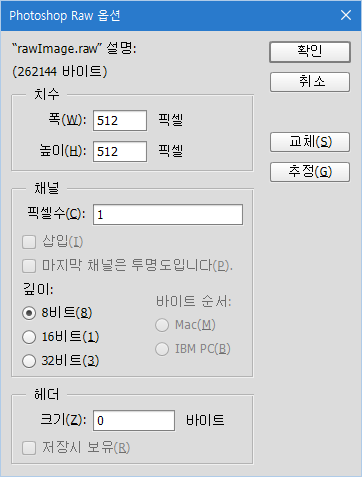 Photoshop Raw 옵션
"rawImage.raw" 설명:
(262144 바이트)
확인
취소
교체(S)
추정(G)
치수
폭(W): 512 픽셀
높이(H): 512 픽셀
채널
픽셀수(C): 1
삽입(I)
마지막 채널은 투명도입니다(P).
깊이:
8비트(8)
16비트(1)
32비트(3)
바이트 순서:
Mac(M)
IBM PC(B)
헤더
크기(Z): 0 바이트
저장시 보유(R)